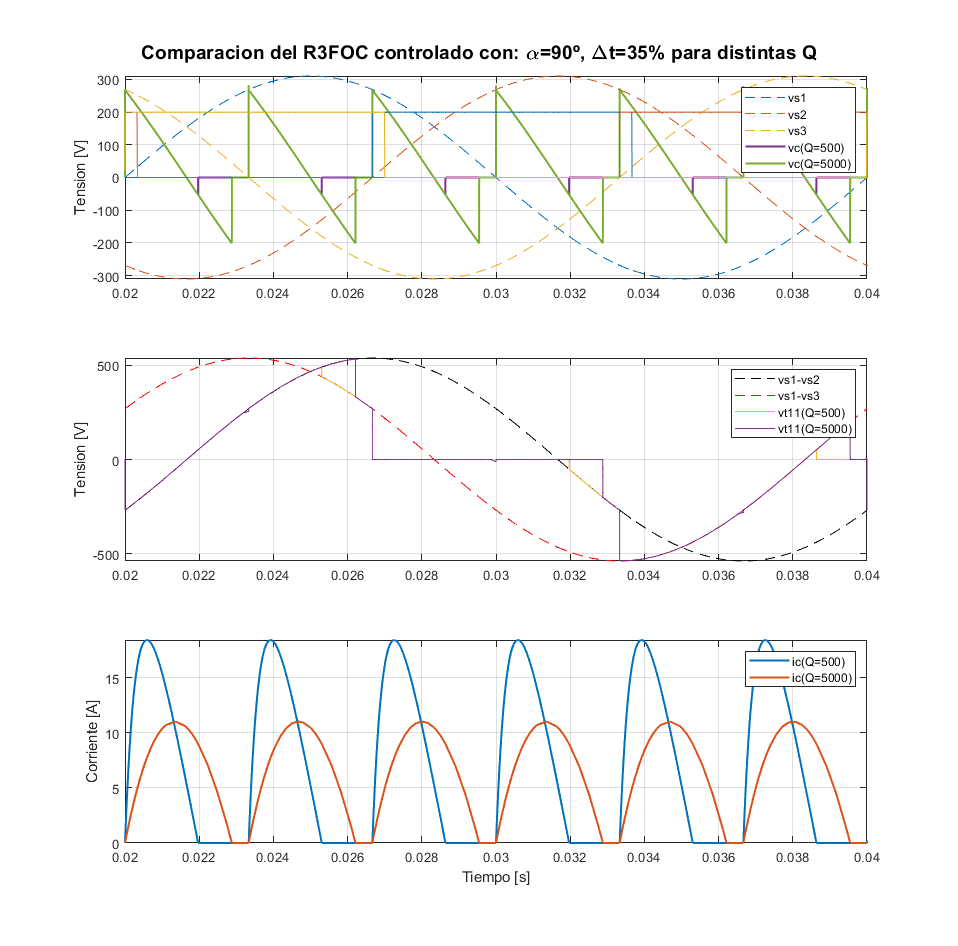 Comparacion del R3FOC controlado con: α=90º, Δt=35% para distintas Q
Tension [V]
300
200
100
0
-100
-200
-300
0.02 0.022 0.024 0.026 0.028 0.03 0.032 0.034 0.036 0.038 0.04
vs1
vs2
vs3
vc(Q=500)
vc(Q=5000)
Tension [V]
500
0
-500
0.02 0.022 0.024 0.026 0.028 0.03 0.032 0.034 0.036 0.038 0.04
vs1-vs2
vs1-vs3
vt11(Q=500)
vt11(Q=5000)
Corriente [A]
15
10
5
0
0.02 0.022 0.024 0.026 0.028 0.03 0.032 0.034 0.036 0.038 0.04
ic(Q=500)
ic(Q=5000)
Tiempo [s]